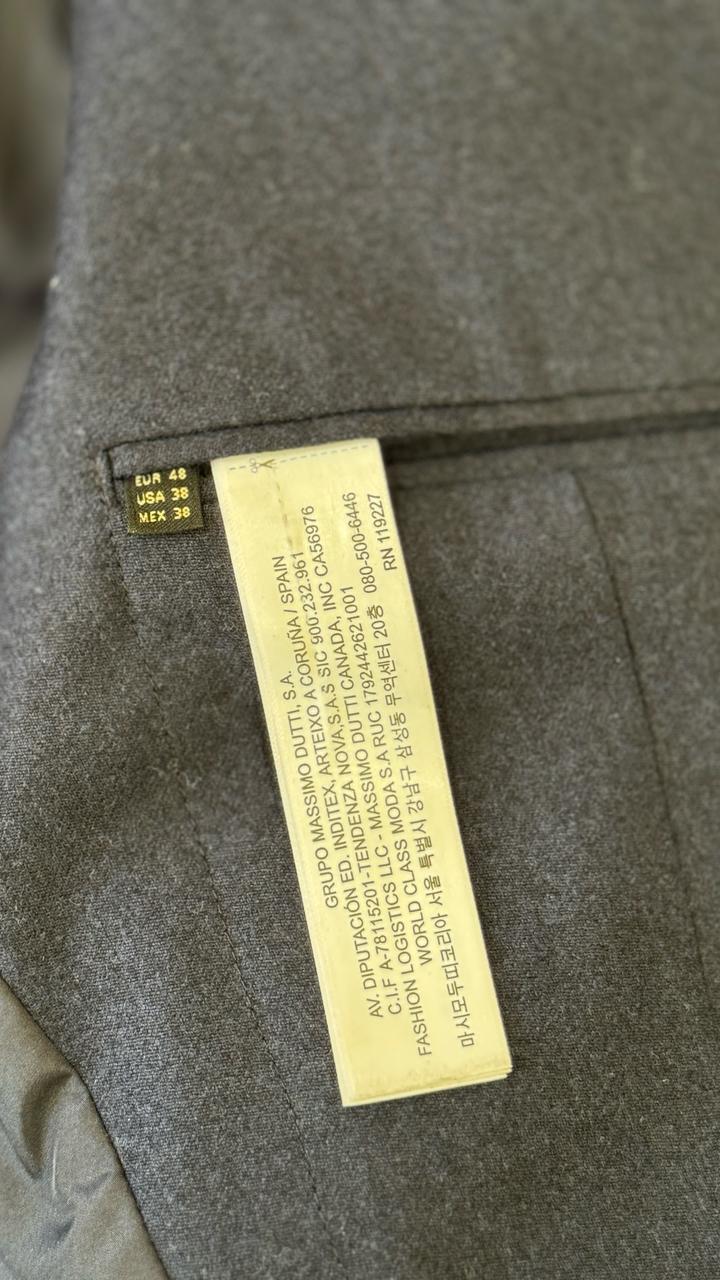 EUR 48
USA 38
MEX 38
GRUPO MASSIMO DUTTI, S.A.
AV. DIPUTACIÓN ED. INDITEX, ARTEIXO A CORUÑA / SPAIN
C.I.F A-78115201-TENDENZA NOVA,S.A.S SIC 900.232.961
FASHION LOGISTICS LLC - MASSIMO DUTTI CANADA, INC CA56976
WORLD CLASS MODA S.A RUC 1792442621001
마시모두띠코리아 서울 특별시 강남구 삼성동 무역센터 20층 080-500-6446
RN 119227